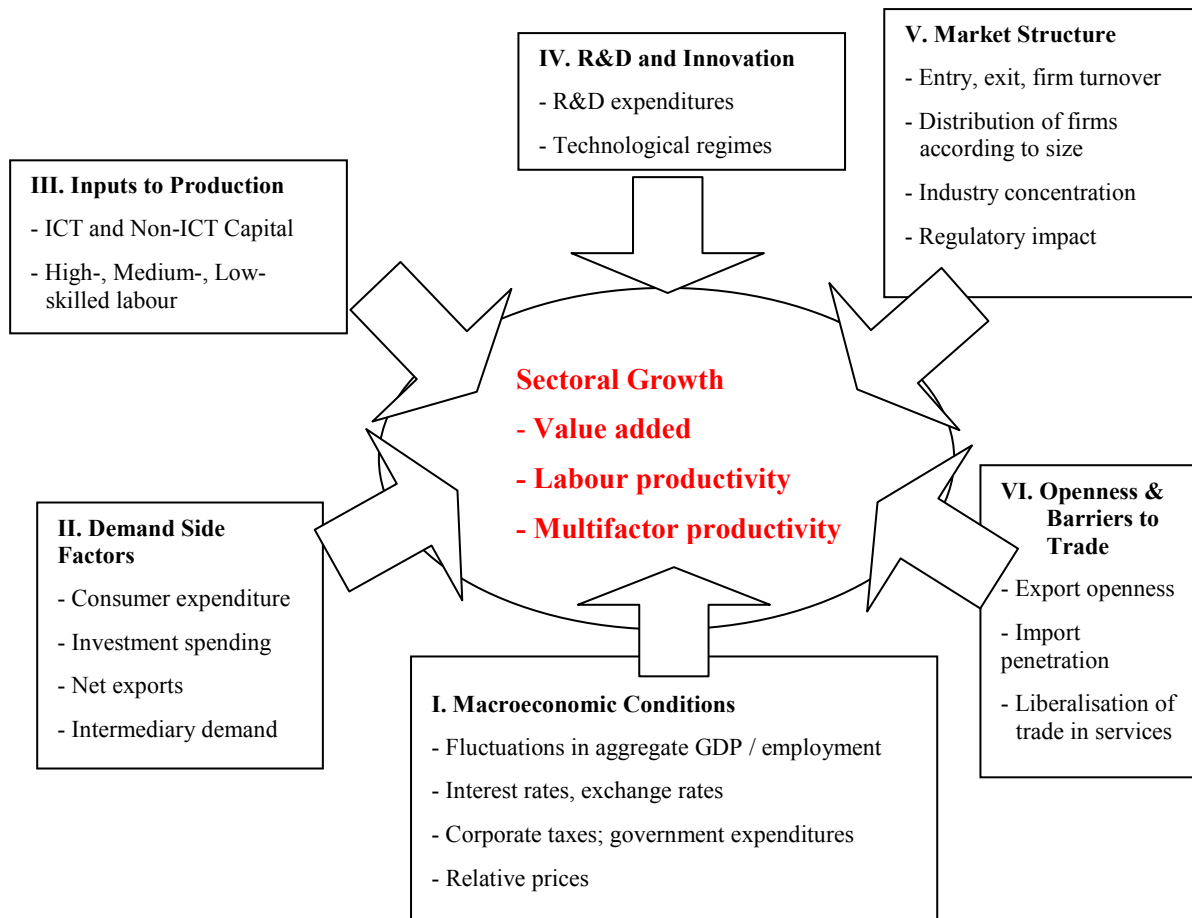 IV. R&D and Innovation
- R&D expenditures
- Technological regimes
V. Market Structure
- Entry, exit, firm turnover
- Distribution of firms
according to size
- Industry concentration
- Regulatory impact
III. Inputs to Production
- ICT and Non-ICT Capital
- High-, Medium-, Low-
skilled labour
Sectoral Growth
- Value added
- Labour productivity
- Multifactor productivity
II. Demand Side
Factors
- Consumer expenditure
- Investment spending
- Net exports
- Intermediary demand
VI. Openness &
Barriers to
Trade
- Export openness
- Import
penetration
- Liberalisation of
trade in services
I. Macroeconomic Conditions
- Fluctuations in aggregate GDP / employment
- Interest rates, exchange rates
- Corporate taxes; government expenditures
- Relative prices